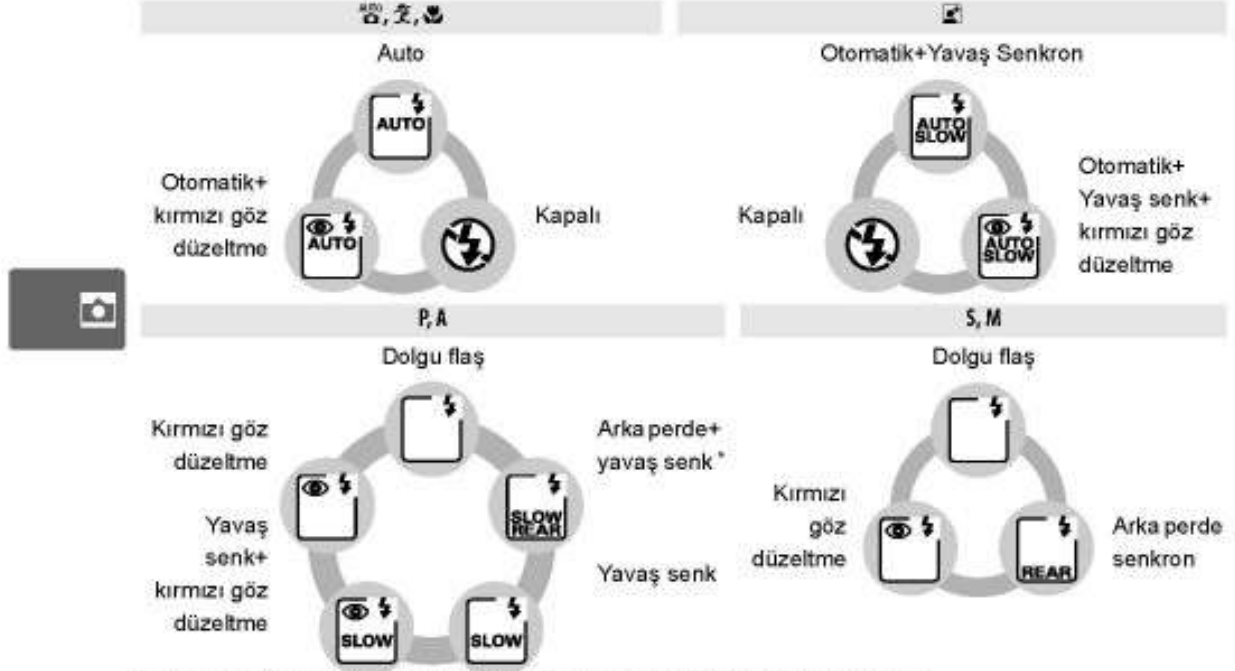 AUTO
Auto
AUTO
Otomatik+
kırmızı göz
düzeltme
AUTO
Kapalı
Otomatik+Yavaş Senkron
AUTO
SLOW
Kapalı
Otomatik+
Yavaş senk+
kırmızı göz
düzeltme
AUTO
SLOW
P, A
Dolgu flaş
Kırmızı göz
düzeltme
Arka perde+
yavaş senk*
SLOW
REAR
Yavaş
senk+
kırmızı göz
düzeltme
SLOW
SLOW
Yavaş senk
S, M
Dolgu flaş
Kırmızı
göz
düzeltme
REAR
Arka perde
senkron